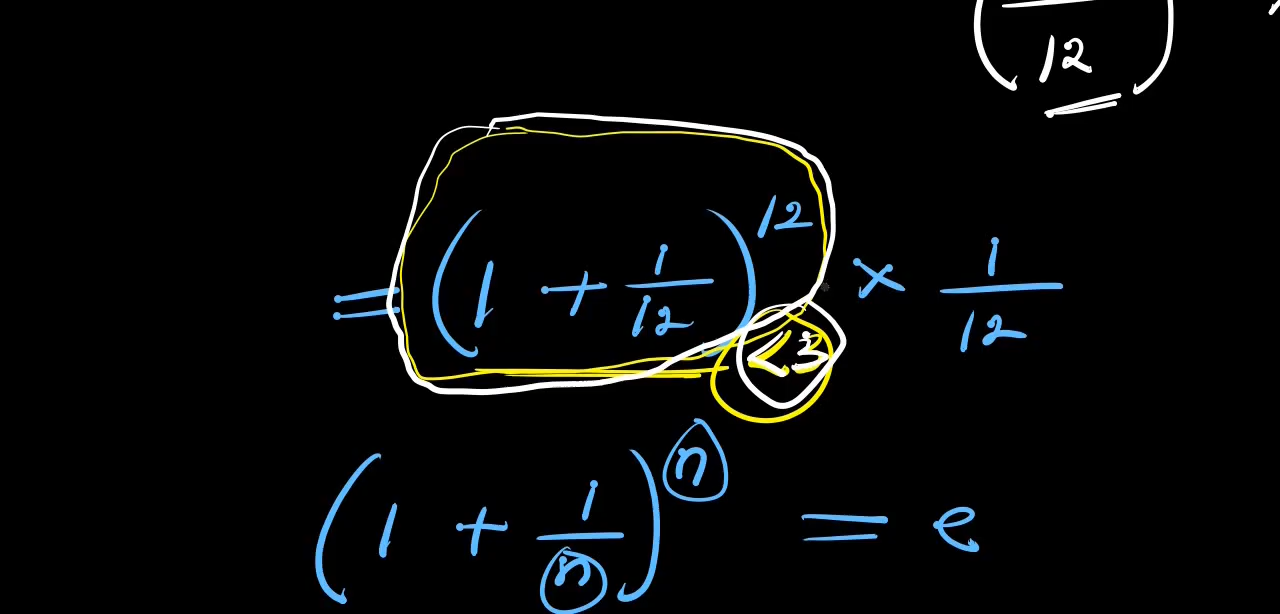 12
= (1 + 1/12)^12 × 1/12
<3
(1 + 1/n)^n = e